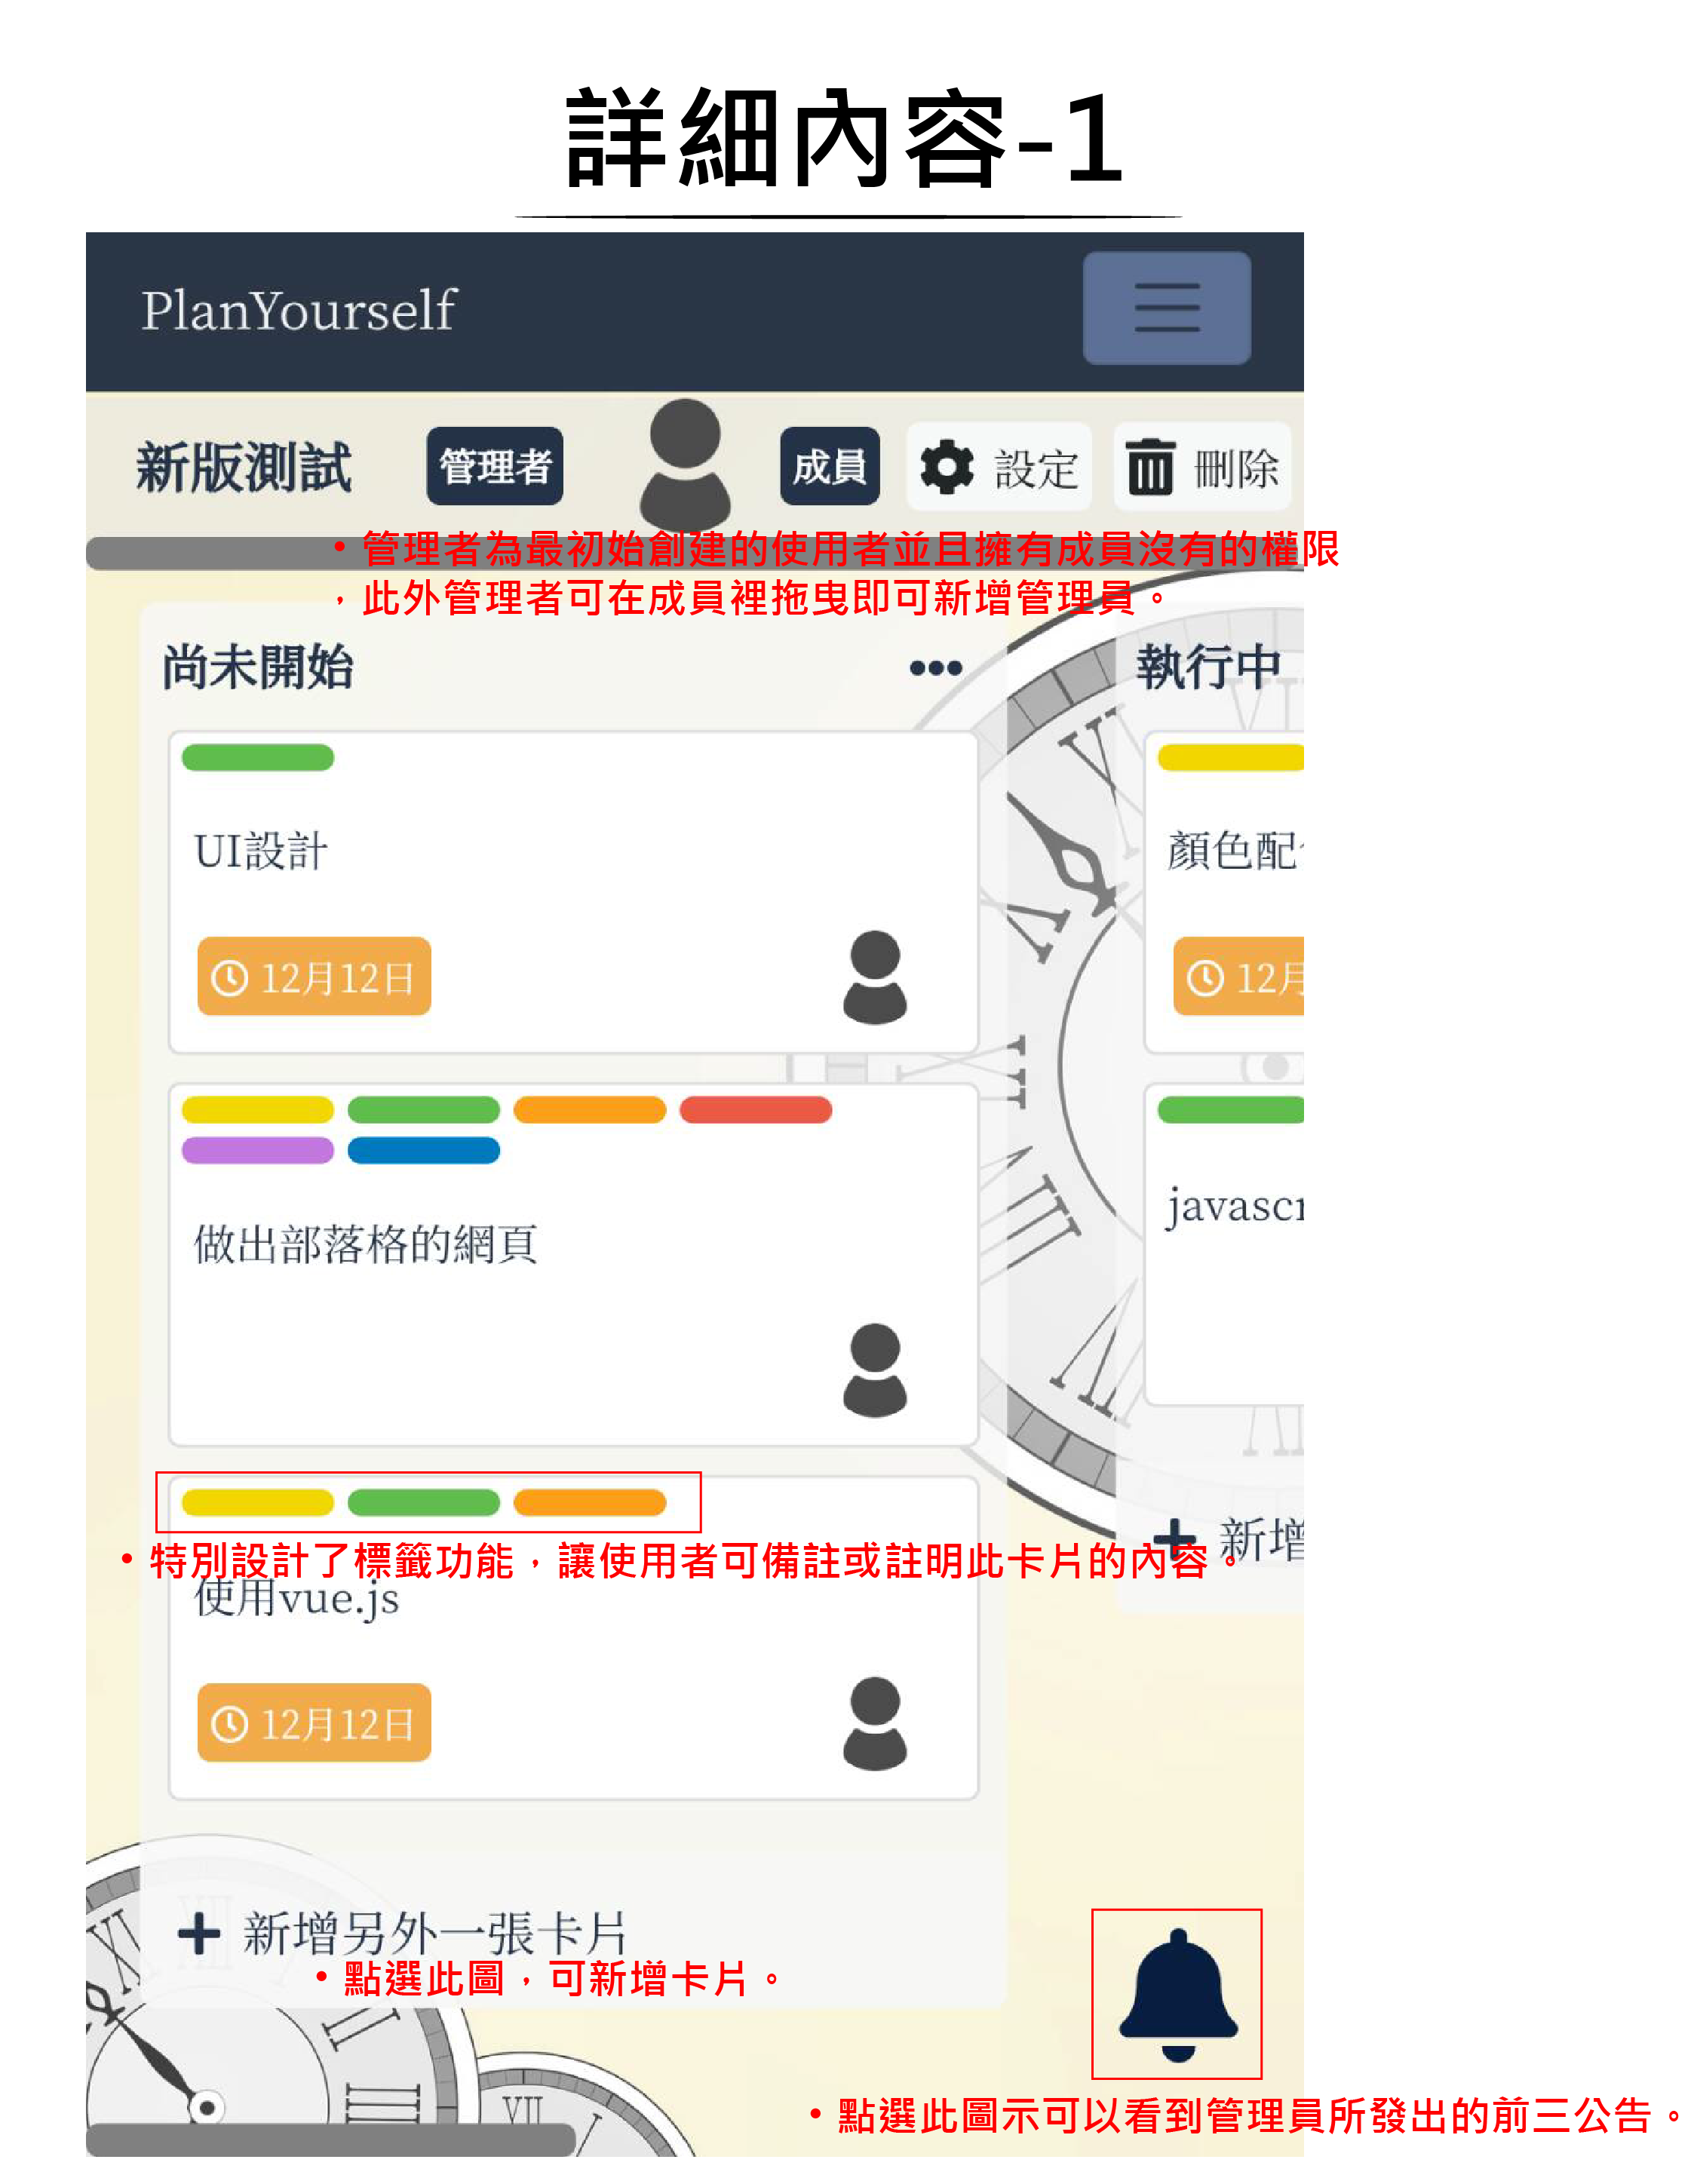 詳細內容-1
PlanYourself
新版測試
管理者
成員
設定
刪除
•管理者為最初始創建的使用者並且擁有成員沒有的權限
，此外管理者可在成員裡拖曳即可新增管理員。
尚未開始
•••
執行中
UI設計
顏色配
12月12日
12月
做出部落格的網頁
javascr
•特別設計了標籤功能，讓使用者可備註或註明此卡片的內容。
+ 新增
使用vue.js
12月12日
+ 新增另外一張卡片
•點選此圖，可新增卡片。
•點選此圖示可以看到管理員所發出的前三公告。